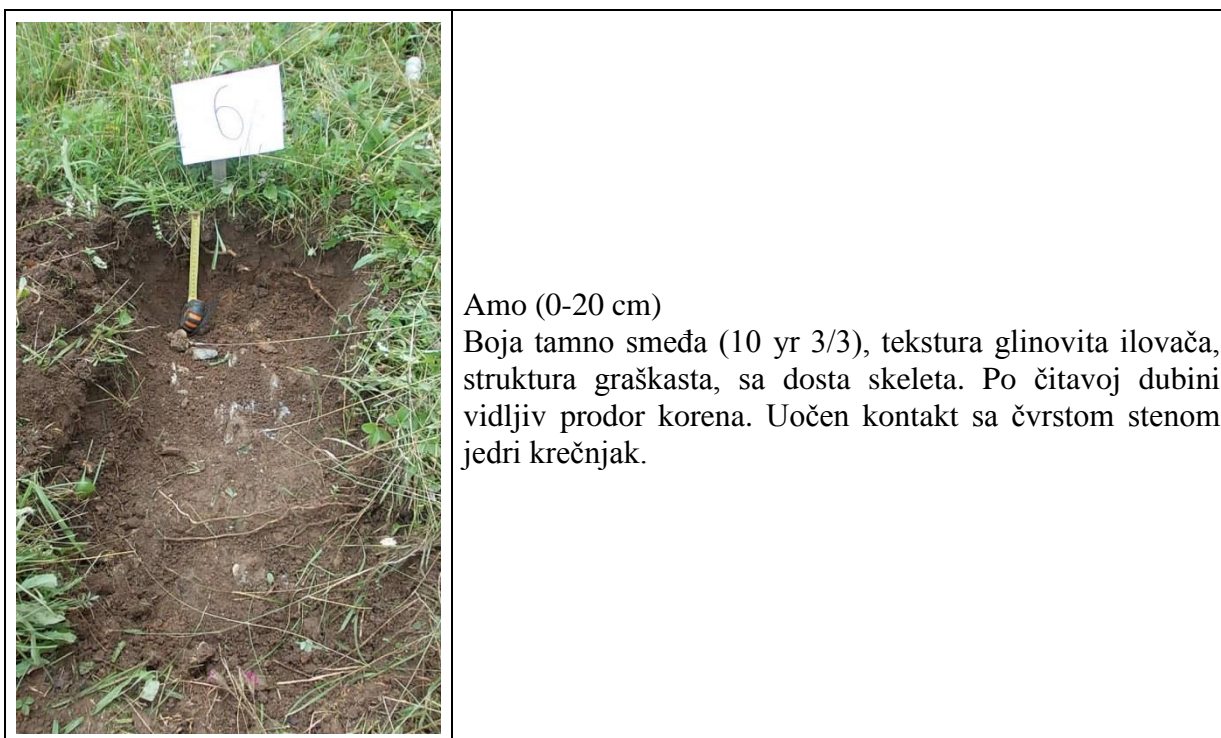 6
Amo (0-20 cm)
Boja tamno smeđa (10 yr 3/3), tekstura glinovita ilovača,
struktura graškasta, sa dosta skeleta. Po čitavoj dubini
vidljiv prodor korena. Uočen kontakt sa čvrstom stenom
jedri krečnjak.